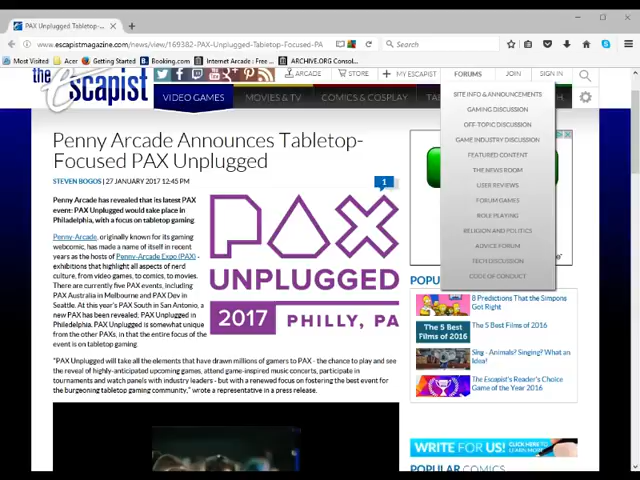 PAX Unplugged Tabletop-
www.escapistmagazine.com/news/view/169382-PAX-Unplugged-Tabletop-Focused-PA
Search
Most Visited Acer Getting Started Booking.com Internet Arcade : Free ... ARCHIVE.ORG Consol...
the Escapist
ARCADE STORE MY ESCAPIST FORUMS JOIN SIGN IN
VIDEO GAMES MOVIES & TV COMICS & COSPLAY
SITE INFO & ANNOUNCEMENTS
GAMING DISCUSSION
OFF-TOPIC DISCUSSION
GAME INDUSTRY DISCUSSION
FEATURED CONTENT
THE NEWS ROOM
USER REVIEWS
FORUM GAMES
ROLE PLAYING
RELIGION AND POLITICS
ADVICE FORUM
TECH DISCUSSION
CODE OF CONDUCT
Penny Arcade Announces Tabletop-
Focused PAX Unplugged
STEVEN BOGOS | 27 JANUARY 2017 12:45 PM
1
Penny Arcade has revealed that its latest PAX
event: PAX Unplugged would take place in
Philadelphia, with a focus on tabletop gaming
Penny-Arcade, originally known for its gaming
webcomic, has made a name of itself in recent
years as the host of Penny-Arcade Expo (PAX) -
exhibitions that highlight all aspects of nerd
culture, from video games, to comics, to movies.
There are currently five PAX events, including
PAX Australia in Melbourne and PAX Dev in
Seattle. At this year's PAX South in San Antonio, a
new PAX has been revealed: PAX Unplugged in
Philadelphia. PAX Unplugged is somewhat unique
from the other PAXs, in that the entire focus of the
event is on tabletop gaming.
PAX
UNPLUGGED
2017 PHILLY, PA
"PAX Unplugged will take all the elements that have drawn millions of gamers to PAX - the chance to play and see
the reveal of highly-anticipated upcoming games, attend game-inspired music concerts, participate in
tournaments and watch panels with industry leaders - but with a renewed focus on fostering the best event for
the burgeoning tabletop gaming community," wrote a representative in a press release.
POPU
8 Predictions That the Simpsons
Got Right
The 5 Best
Films of 2016
The 5 Best Films of 2016
Sing - Animals? Singing? What an
Idea!
The Escapist's Reader's Choice
Game of the Year 2016
WRITE FOR US! CLICK HERE TO LEARN MORE
POPULAR COMICS